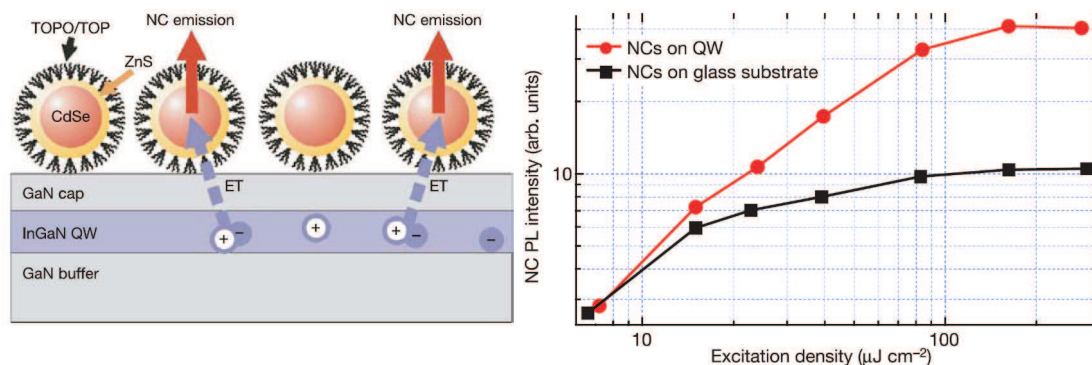 NC emission
NC emission
TOPO/TOP
ZnS
CdSe
ET
ET
GaN cap
InGaN QW
+
−
+
+
−
−
GaN buffer
NCs on QW
NCs on glass substrate
NC PL intensity (arb. units)
10
10
100
Excitation density (μJ cm−2)